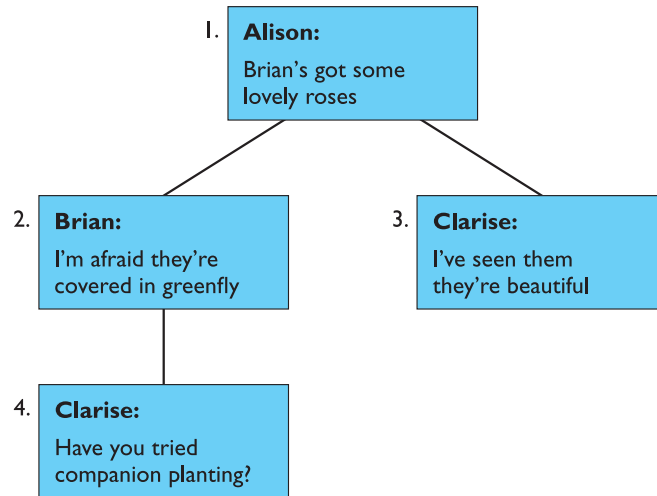 1. Alison:
Brian's got some
lovely roses
2. Brian:
I'm afraid they're
covered in greenfly
3. Clarise:
I've seen them
they're beautiful
4. Clarise:
Have you tried
companion planting?